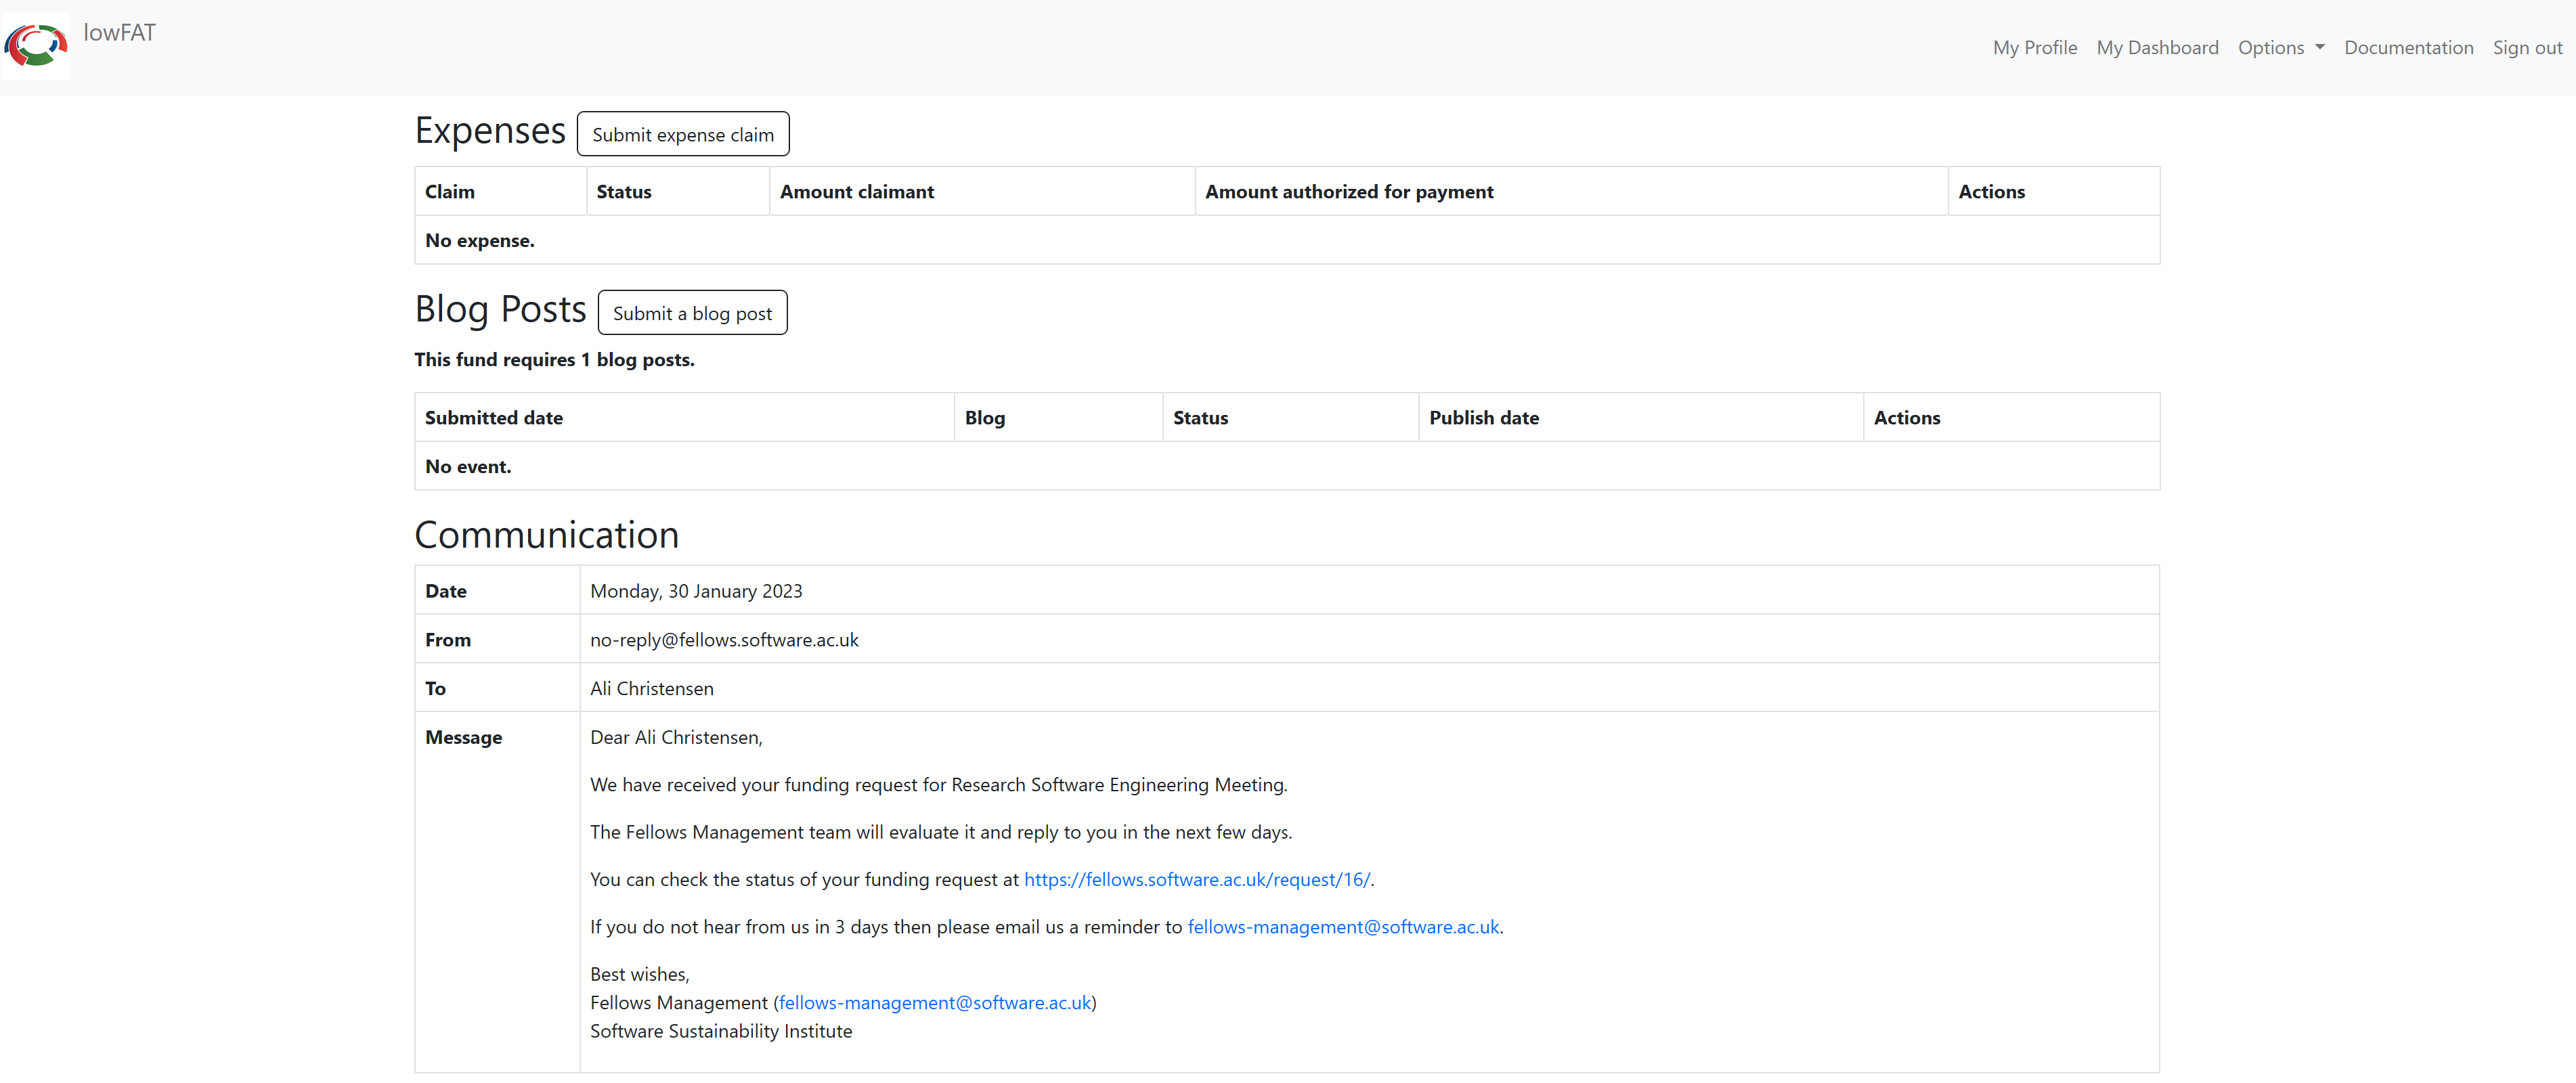 lowFAT
My Profile My Dashboard Options Documentation Sign out
Expenses Submit expense claim
Claim Status Amount claimant Amount authorized for payment Actions
No expense.
Blog Posts Submit a blog post
This fund requires 1 blog posts.
Submitted date Blog Status Publish date Actions
No event.
Communication
Date Monday, 30 January 2023
From no-reply@fellows.software.ac.uk
To Ali Christensen
Message Dear Ali Christensen,
We have received your funding request for Research Software Engineering Meeting.
The Fellows Management team will evaluate it and reply to you in the next few days.
You can check the status of your funding request at https://fellows.software.ac.uk/request/16/.
If you do not hear from us in 3 days then please email us a reminder to fellows-management@software.ac.uk.
Best wishes,
Fellows Management (fellows-management@software.ac.uk)
Software Sustainability Institute